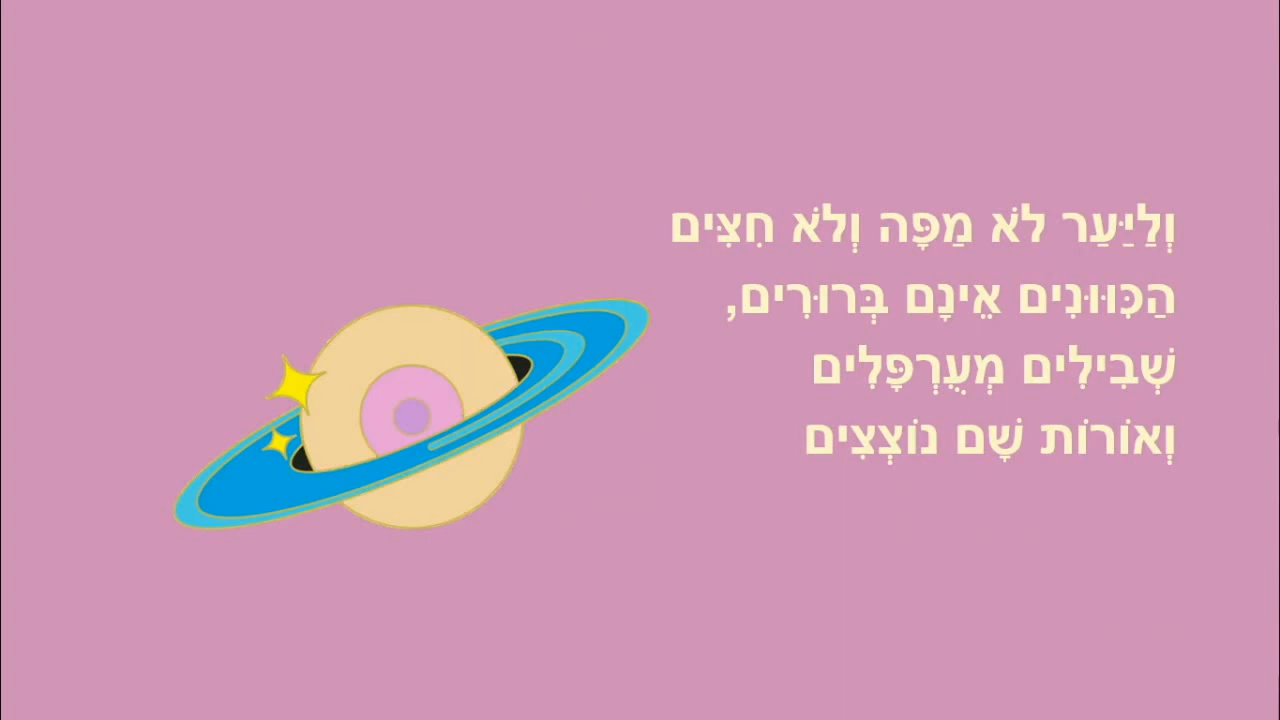 וְלַיַּעַר לֹא מַפָּה וְלֹא חִצִּים
הַכִּוּוּנִים אֵינָם בְּרוּרִים,
שְׁבִילִים מְעֻרְפָּלִים
וְאוֹרוֹת שָׁם נוֹצְצִים